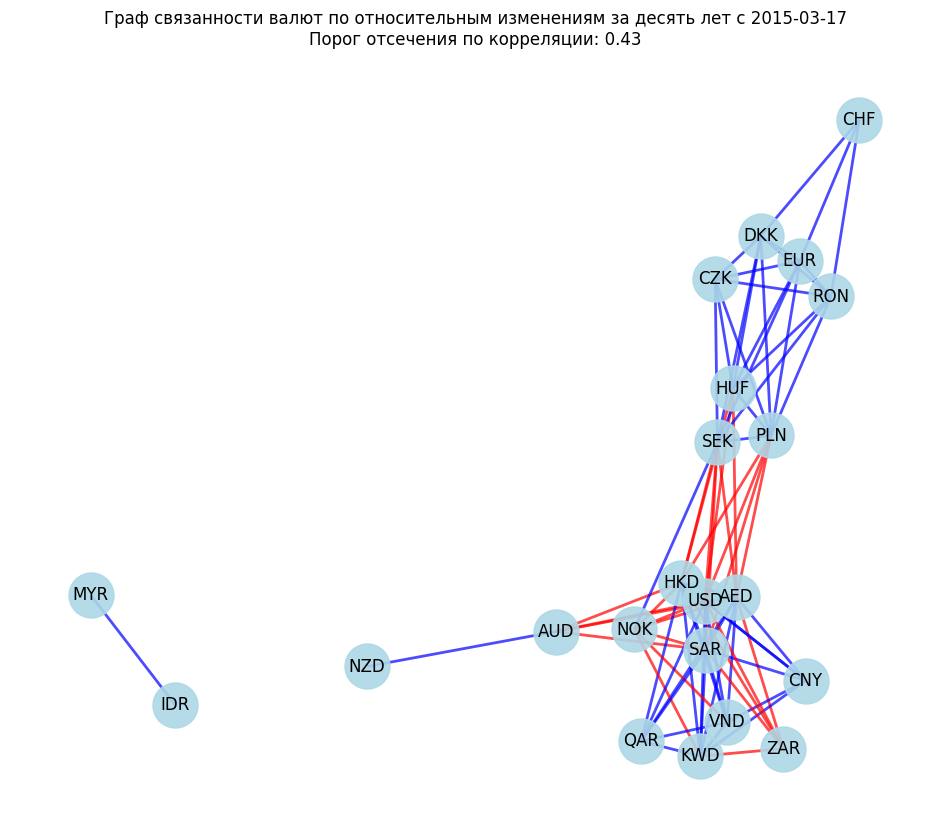 Граф связанности валют по относительным изменениям за десять лет с 2015-03-17
Порог отсечения по корреляции: 0.43
CHF
DKK
EUR
CZK
RON
HUF
PLN
SEK
HKD
USD
AED
MYR
AUD
NOK
SAR
NZD
CNY
IDR
VND
QAR
ZAR
KWD